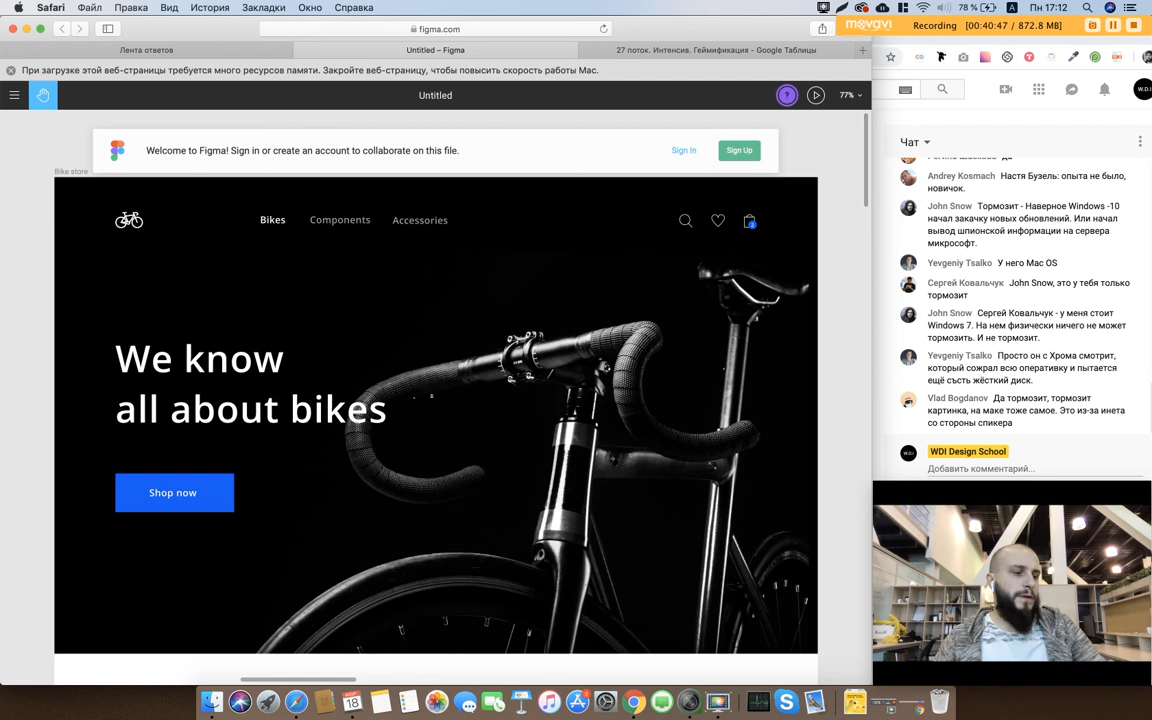 Safari Файл Правка Вид История Закладки Окно Справка 78 % А Пн 17:12
movavi Recording [00:40:47 / 872.8 MB]
figma.com
Лента ответов Untitled – Figma 27 поток. Интенсив. Геймификация - Google Таблицы
При загрузке этой веб-страницы требуется много ресурсов памяти. Закройте веб-страницу, чтобы повысить скорость работы Mac.
Untitled ? 77%
Welcome to Figma! Sign in or create an account to collaborate on this file. Sign In Sign Up
Bike store
Bikes Components Accessories 2
We know
all about bikes
Shop now
Чат
Andrey Kosmach Настя Бузель: опыта не было,
новичок.
John Snow Тормозит - Наверное Windows -10
начал закачку новых обновлений. Или начал
вывод шпионской информации на сервера
микрософт.
Yevgeniy Tsalko У него Mac OS
Сергей Ковальчук John Snow, это у тебя только
тормозит
John Snow Сергей Ковальчук - у меня стоит
Windows 7. На нем физически ничего не может
тормозить. И не тормозит.
Yevgeniy Tsalko Просто он с Хрома смотрит,
который сожрал всю оперативку и пытается
ещё състь жёсткий диск.
Vlad Bogdanov Да тормозит, тормозит
картинка, на маке тоже самое. Это из-за инета
со стороны спикера
WDI Design School
Добавить комментарий...
18